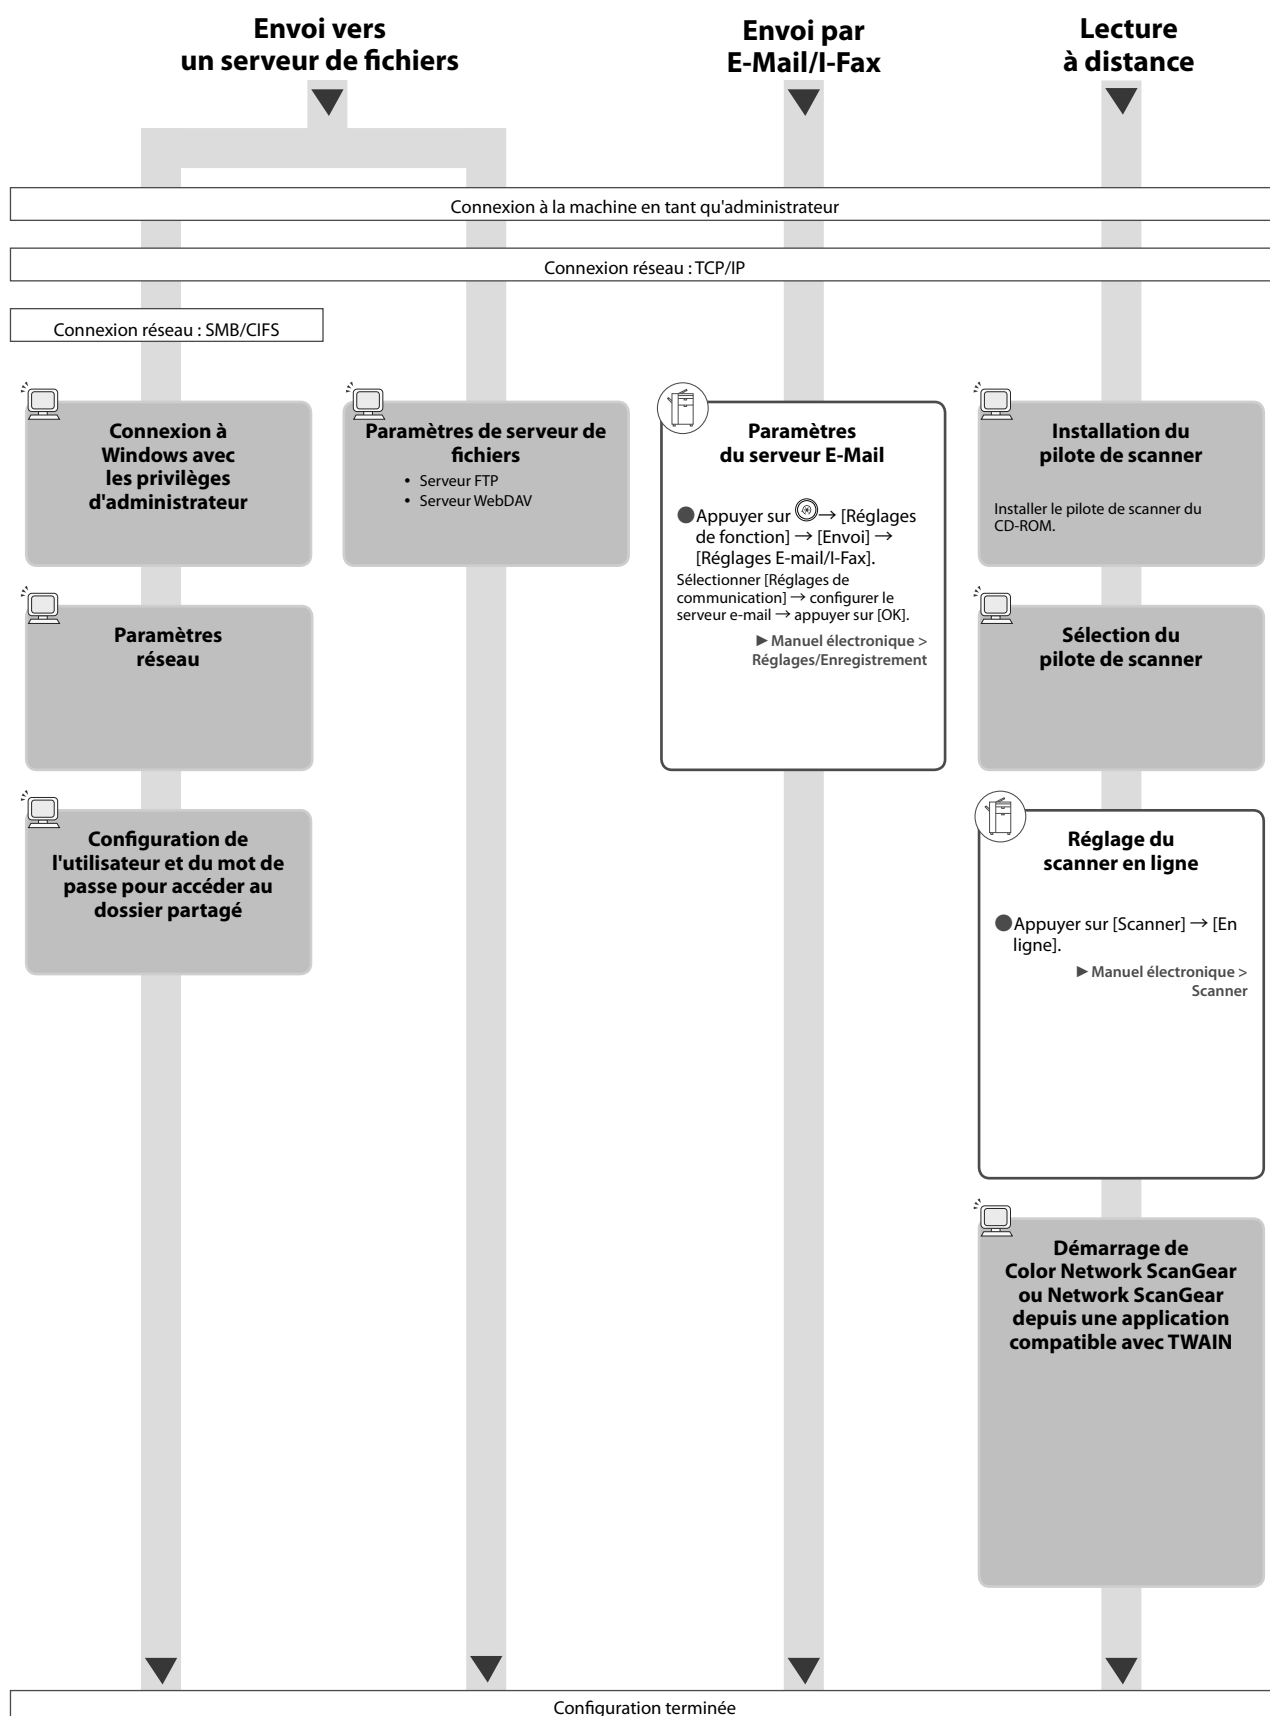 Envoi vers
un serveur de fichiers
Envoi par
E-Mail/I-Fax
Lecture
à distance
Connexion à la machine en tant qu'administrateur
Connexion réseau : TCP/IP
Connexion réseau : SMB/CIFS
Connexion à
Windows avec
les privilèges
d'administrateur
Paramètres
réseau
Configuration de
l'utilisateur et du mot de
passe pour accéder au
dossier partagé
Paramètres de serveur de
fichiers
• Serveur FTP
• Serveur WebDAV
Paramètres
du serveur E-Mail
●Appuyer sur → [Réglages
de fonction] → [Envoi] →
[Réglages E-mail/I-Fax].
Sélectionner [Réglages de
communication] → configurer le
serveur e-mail → appuyer sur [OK].
►Manuel électronique >
Réglages/Enregistrement
Installation du
pilote de scanner
Installer le pilote de scanner du
CD-ROM.
Sélection du
pilote de scanner
Réglage du
scanner en ligne
●Appuyer sur [Scanner] → [En
ligne].
►Manuel électronique >
Scanner
Démarrage de
Color Network ScanGear
ou Network ScanGear
depuis une application
compatible avec TWAIN
Configuration terminée